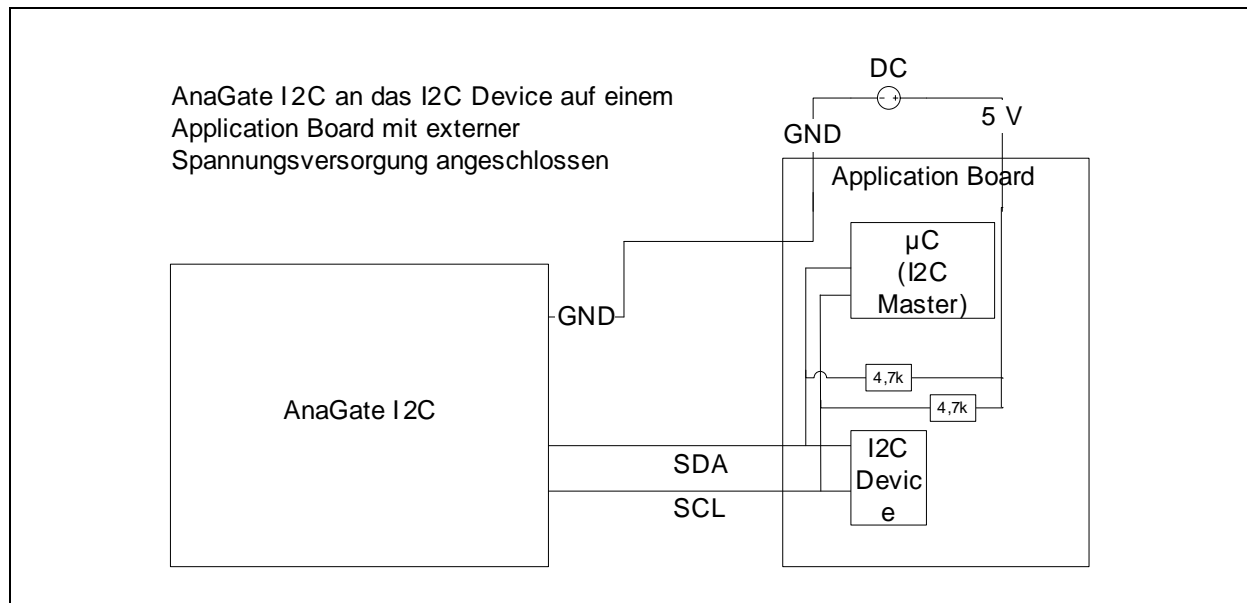 AnaGate I2C an das I2C Device auf einem
Application Board mit externer
Spannungsversorgung angeschlossen
DC
5 V
GND
Application Board
µC
(I2C
Master)
GND
4,7k
4,7k
AnaGate I2C
I2C
Devic
e
SDA
SCL